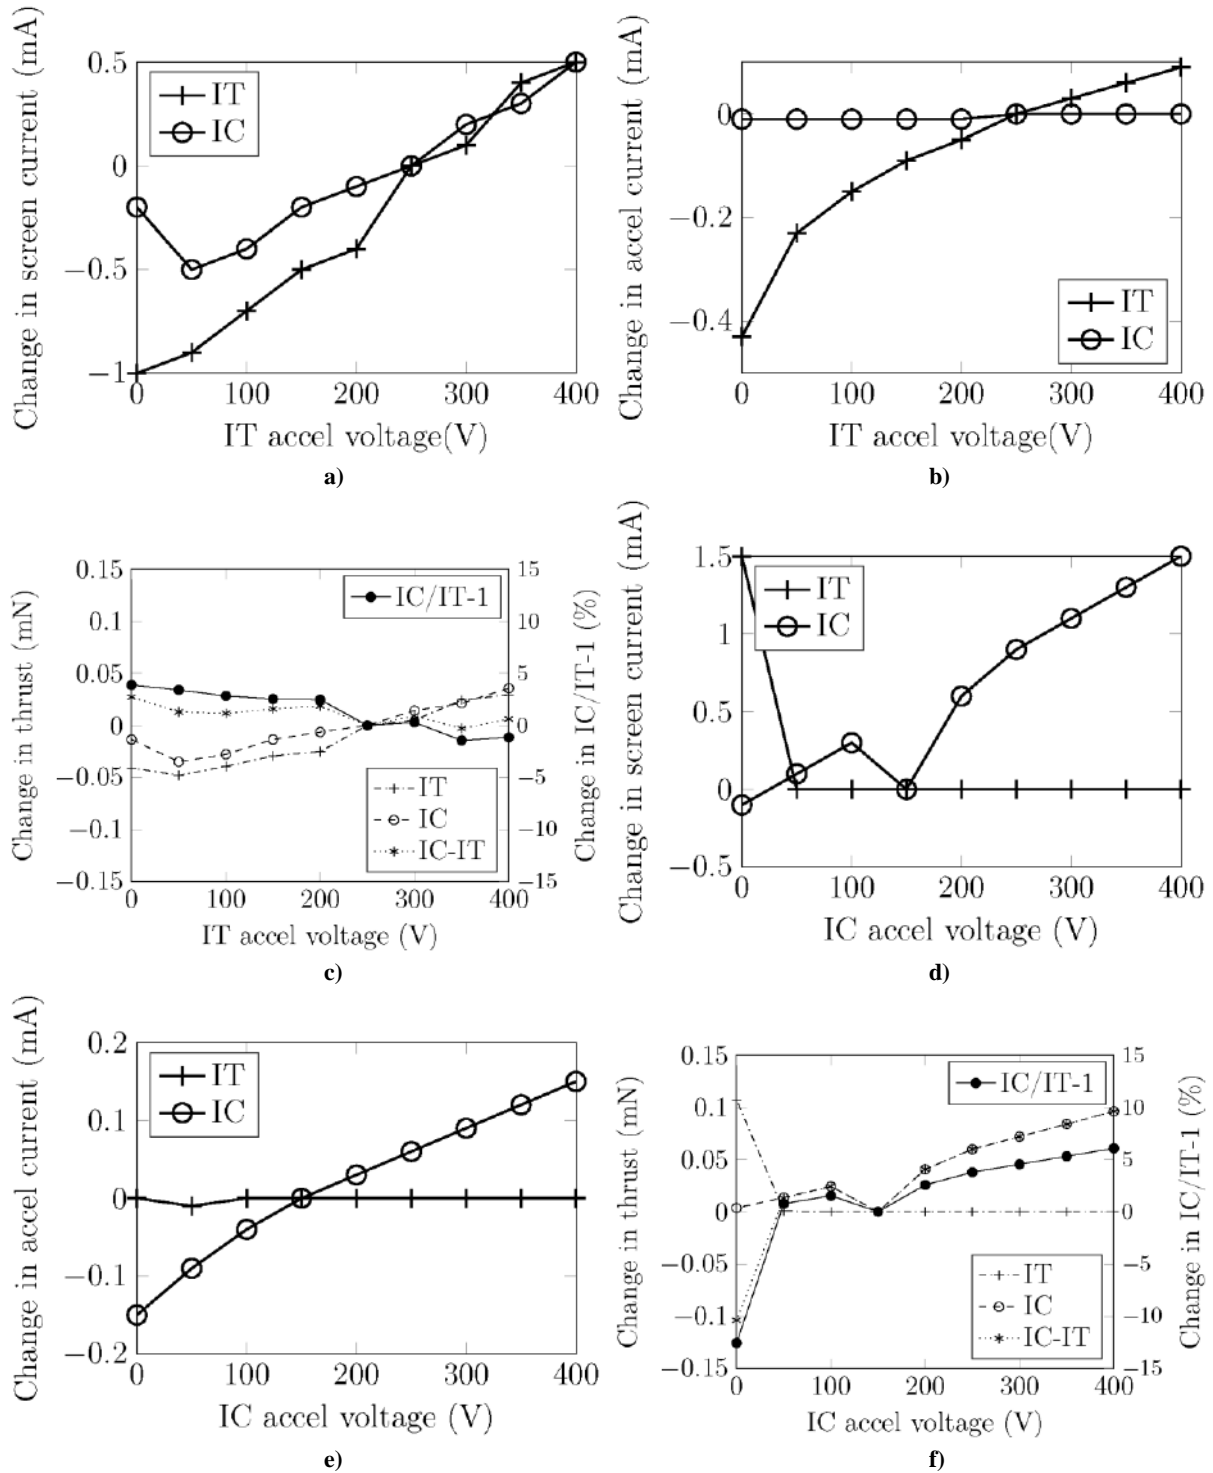 Change in screen current (mA)
0.5
0
−0.5
−1
0 100 200 300 400
IT accel voltage(V)
IT
IC
a)
Change in accel current (mA)
0
−0.2
−0.4
0 100 200 300 400
IT accel voltage(V)
IT
IC
b)
Change in thrust (mN)
0.15
0.1
0.05
0
−0.05
−0.1
−0.15
0 100 200 300 400
IT accel voltage (V)
IC/IT-1
IT
IC
IC-IT
15
10
5
0
−5
−10
−15
Change in IC/IT-1 (%)
c)
Change in screen current (mA)
1.5
1
0.5
0
−0.5
0 100 200 300 400
IC accel voltage (V)
IT
IC
d)
Change in accel current (mA)
0.2
0.1
0
−0.1
−0.2
0 100 200 300 400
IC accel voltage (V)
IT
IC
e)
Change in thrust (mN)
0.15
0.1
0.05
0
−0.05
−0.1
−0.15
0 100 200 300 400
IC accel voltage (V)
IC/IT-1
IT
IC
IC-IT
15
10
5
0
−5
−10
−15
Change in IC/IT-1 (%)
f)